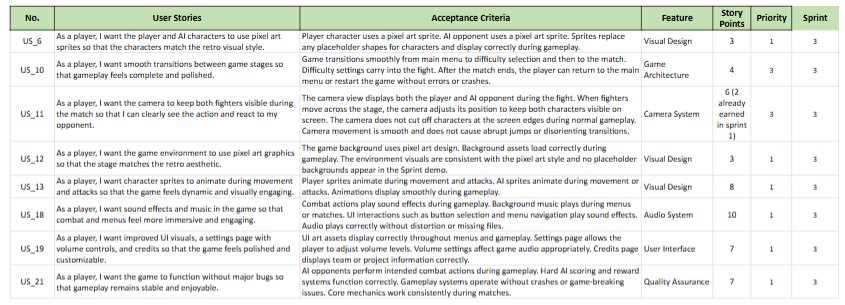 No. User Stories Acceptance Criteria Feature Story Points Priority Sprint
US_6 As a player, I want the player and AI characters to use pixel art sprites so that the characters match the retro visual style. Player character uses a pixel art sprite. AI opponent uses a pixel art sprite. Sprites replace any placeholder shapes for characters and display correctly during gameplay. Visual Design 3 1 3
US_10 As a player, I want smooth transitions between game stages so that gameplay feels complete and polished. Game transitions smoothly from main menu to difficulty selection and then to the match. Difficulty settings carry into the fight. After the match ends, the player can return to the main menu or restart the game without errors or crashes. Game Architecture 4 3 3
US_11 As a player, I want the camera to keep both fighters visible during the match so that I can clearly see the action and react to my opponent. The camera view displays both the player and AI opponent during the fight. When fighters move across the stage, the camera adjusts its position to keep both characters visible on screen. The camera does not cut off characters at the screen edges during normal gameplay. Camera movement is smooth and does not cause abrupt jumps or disorienting transitions. Camera System 6 (2 already earned in sprint 1) 3 3
US_12 As a player, I want the game environment to use pixel art graphics so that the stage matches the retro aesthetic. The game background uses pixel art design. Background assets load correctly during gameplay. The environment visuals are consistent with the pixel art style and no placeholder backgrounds appear in the Sprint demo. Visual Design 3 1 3
US_13 As a player, I want character sprites to animate during movement and attacks so that the game feels dynamic and visually engaging. Player sprites animate during movement and attacks. AI sprites animate during movement or attacks. Animations display smoothly during gameplay. Visual Design 8 1 3
US_18 As a player, I want sound effects and music in the game so that combat and menus feel more immersive and engaging. Combat actions play sound effects during gameplay. Background music plays during menus or matches. UI interactions such as button selection and menu navigation play sound effects. Audio plays correctly without distortion or missing files. Audio System 10 1 3
US_19 As a player, I want improved UI visuals, a settings page with volume controls, and credits so that the game feels polished and customizable. UI art assets display correctly throughout menus and gameplay. Settings page allows the player to adjust volume levels. Volume settings affect game audio appropriately. Credits page displays team or project information correctly. User Interface 7 1 3
US_21 As a player, I want the game to function without major bugs so that gameplay remains stable and enjoyable. AI opponents perform intended combat actions during gameplay. Hard AI scoring and reward systems function correctly. Gameplay systems operate without crashes or game-breaking issues. Core mechanics work consistently during matches. Quality Assurance 7 1 3